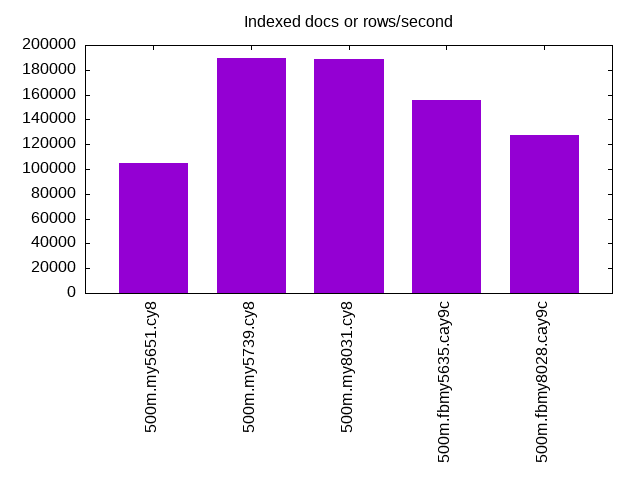 Indexed docs or rows/second
200000
180000
160000
140000
120000
100000
80000
60000
40000
20000
0
500m.my5651.cy8
500m.my5739.cy8
500m.my8031.cy8
500m.fbmy5635.cay9c
500m.fbmy8028.cay9c